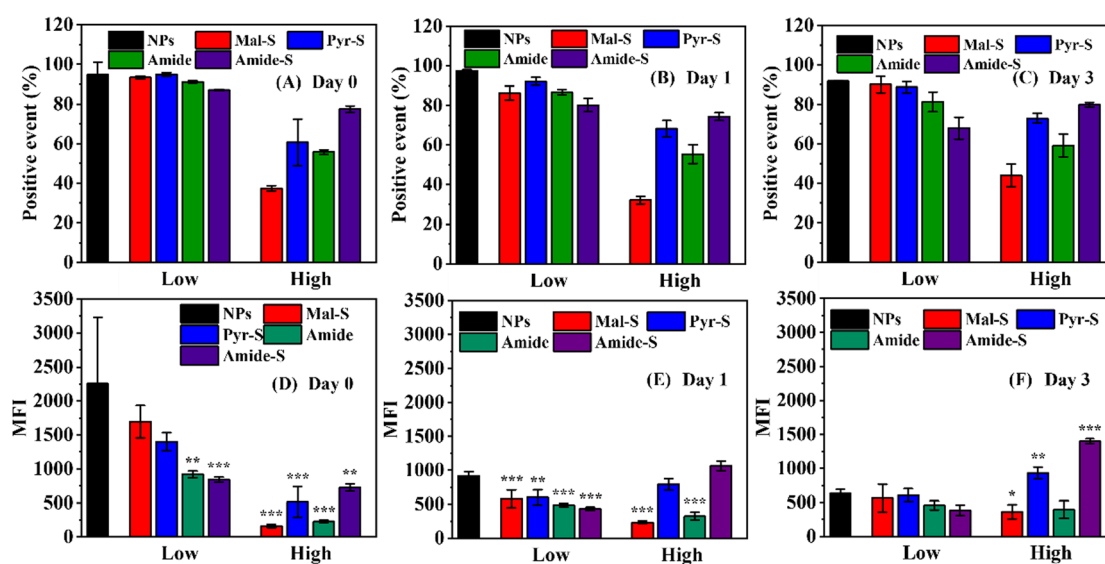 120
100
80
60
40
20
0
Positive event (%)
NPs Mal-S Pyr-S
Amide Amide-S
(A) Day 0
Low High
120
100
80
60
40
20
0
Positive event (%)
NPs Mal-S Pyr-S
Amide Amide-S
(B) Day 1
Low High
120
100
80
60
40
20
0
Positive event (%)
NPs Mal-S Pyr-S
Amide Amide-S
(C) Day 3
Low High
3500
3000
2500
2000
1500
1000
500
0
MFI
NPs Mal-S
Pyr-S Amide
Amide-S
(D) Day 0
** *** *** *** *** **
Low High
3500
3000
2500
2000
1500
1000
500
0
MFI
NPs Mal-S Pyr-S
Amide Amide-S
(E) Day 1
*** ** *** *** *** ***
Low High
3500
3000
2500
2000
1500
1000
500
0
MFI
NPs Mal-S Pyr-S
Amide Amide-S
(F) Day 3
* ** ***
Low High